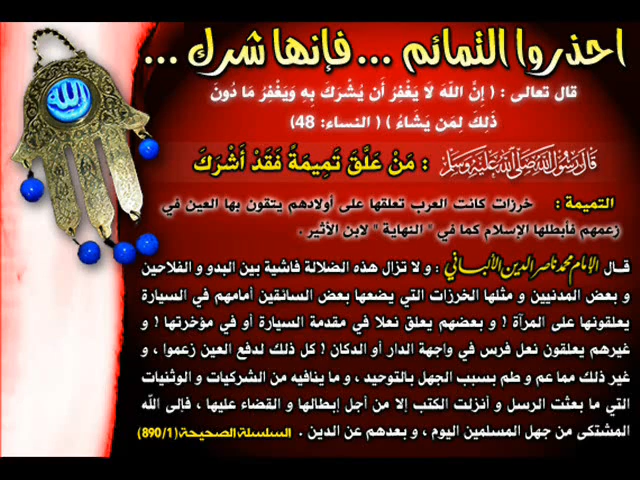 احذروا التمائم ... فإنها شرك ...
الله
قال تعالى : ( إِنَّ اللّهَ لاَ يَغْفِرُ أَن يُشْرَكَ بِهِ وَيَغْفِرُ مَا دُونَ
ذَلِكَ لِمَن يَشَاءُ ) ( النساء: 48)
قال رسول الله صلى الله عليه وسلم : مَنْ عَلَّقَ تَمِيمَةً فَقَدْ أَشْرَكَ
التميمة : خرزات كانت العرب تعلقها على أولادهم يتقون بها العين في
زعمهم فأبطلها الإسلام كما في " النهاية " لابن الأثير .
قال الإمام محمد ناصر الدين الألباني : و لا تزال هذه الضلالة فاشية بين البدو و الفلاحين
و بعض المدنيين و مثلها الخرزات التي يضعها بعض السائقين أمامهم في السيارة
يعلقونها على المرآة ! و بعضهم يعلق نعلا في مقدمة السيارة أو في مؤخرتها ! و
غيرهم يعلقون نعل فرس في واجهة الدار أو الدكان ! كل ذلك لدفع العين زعموا ، و
غير ذلك مما عم و طم بسبب الجهل بالتوحيد ، و ما ينافيه من الشركيات و الوثنيات
التي ما بعثت الرسل و أنزلت الكتب إلا من أجل إبطالها و القضاء عليها ، فإلى الله
المشتكى من جهل المسلمين اليوم ، و بعدهم عن الدين . السلسلة الصحيحة (890/1)